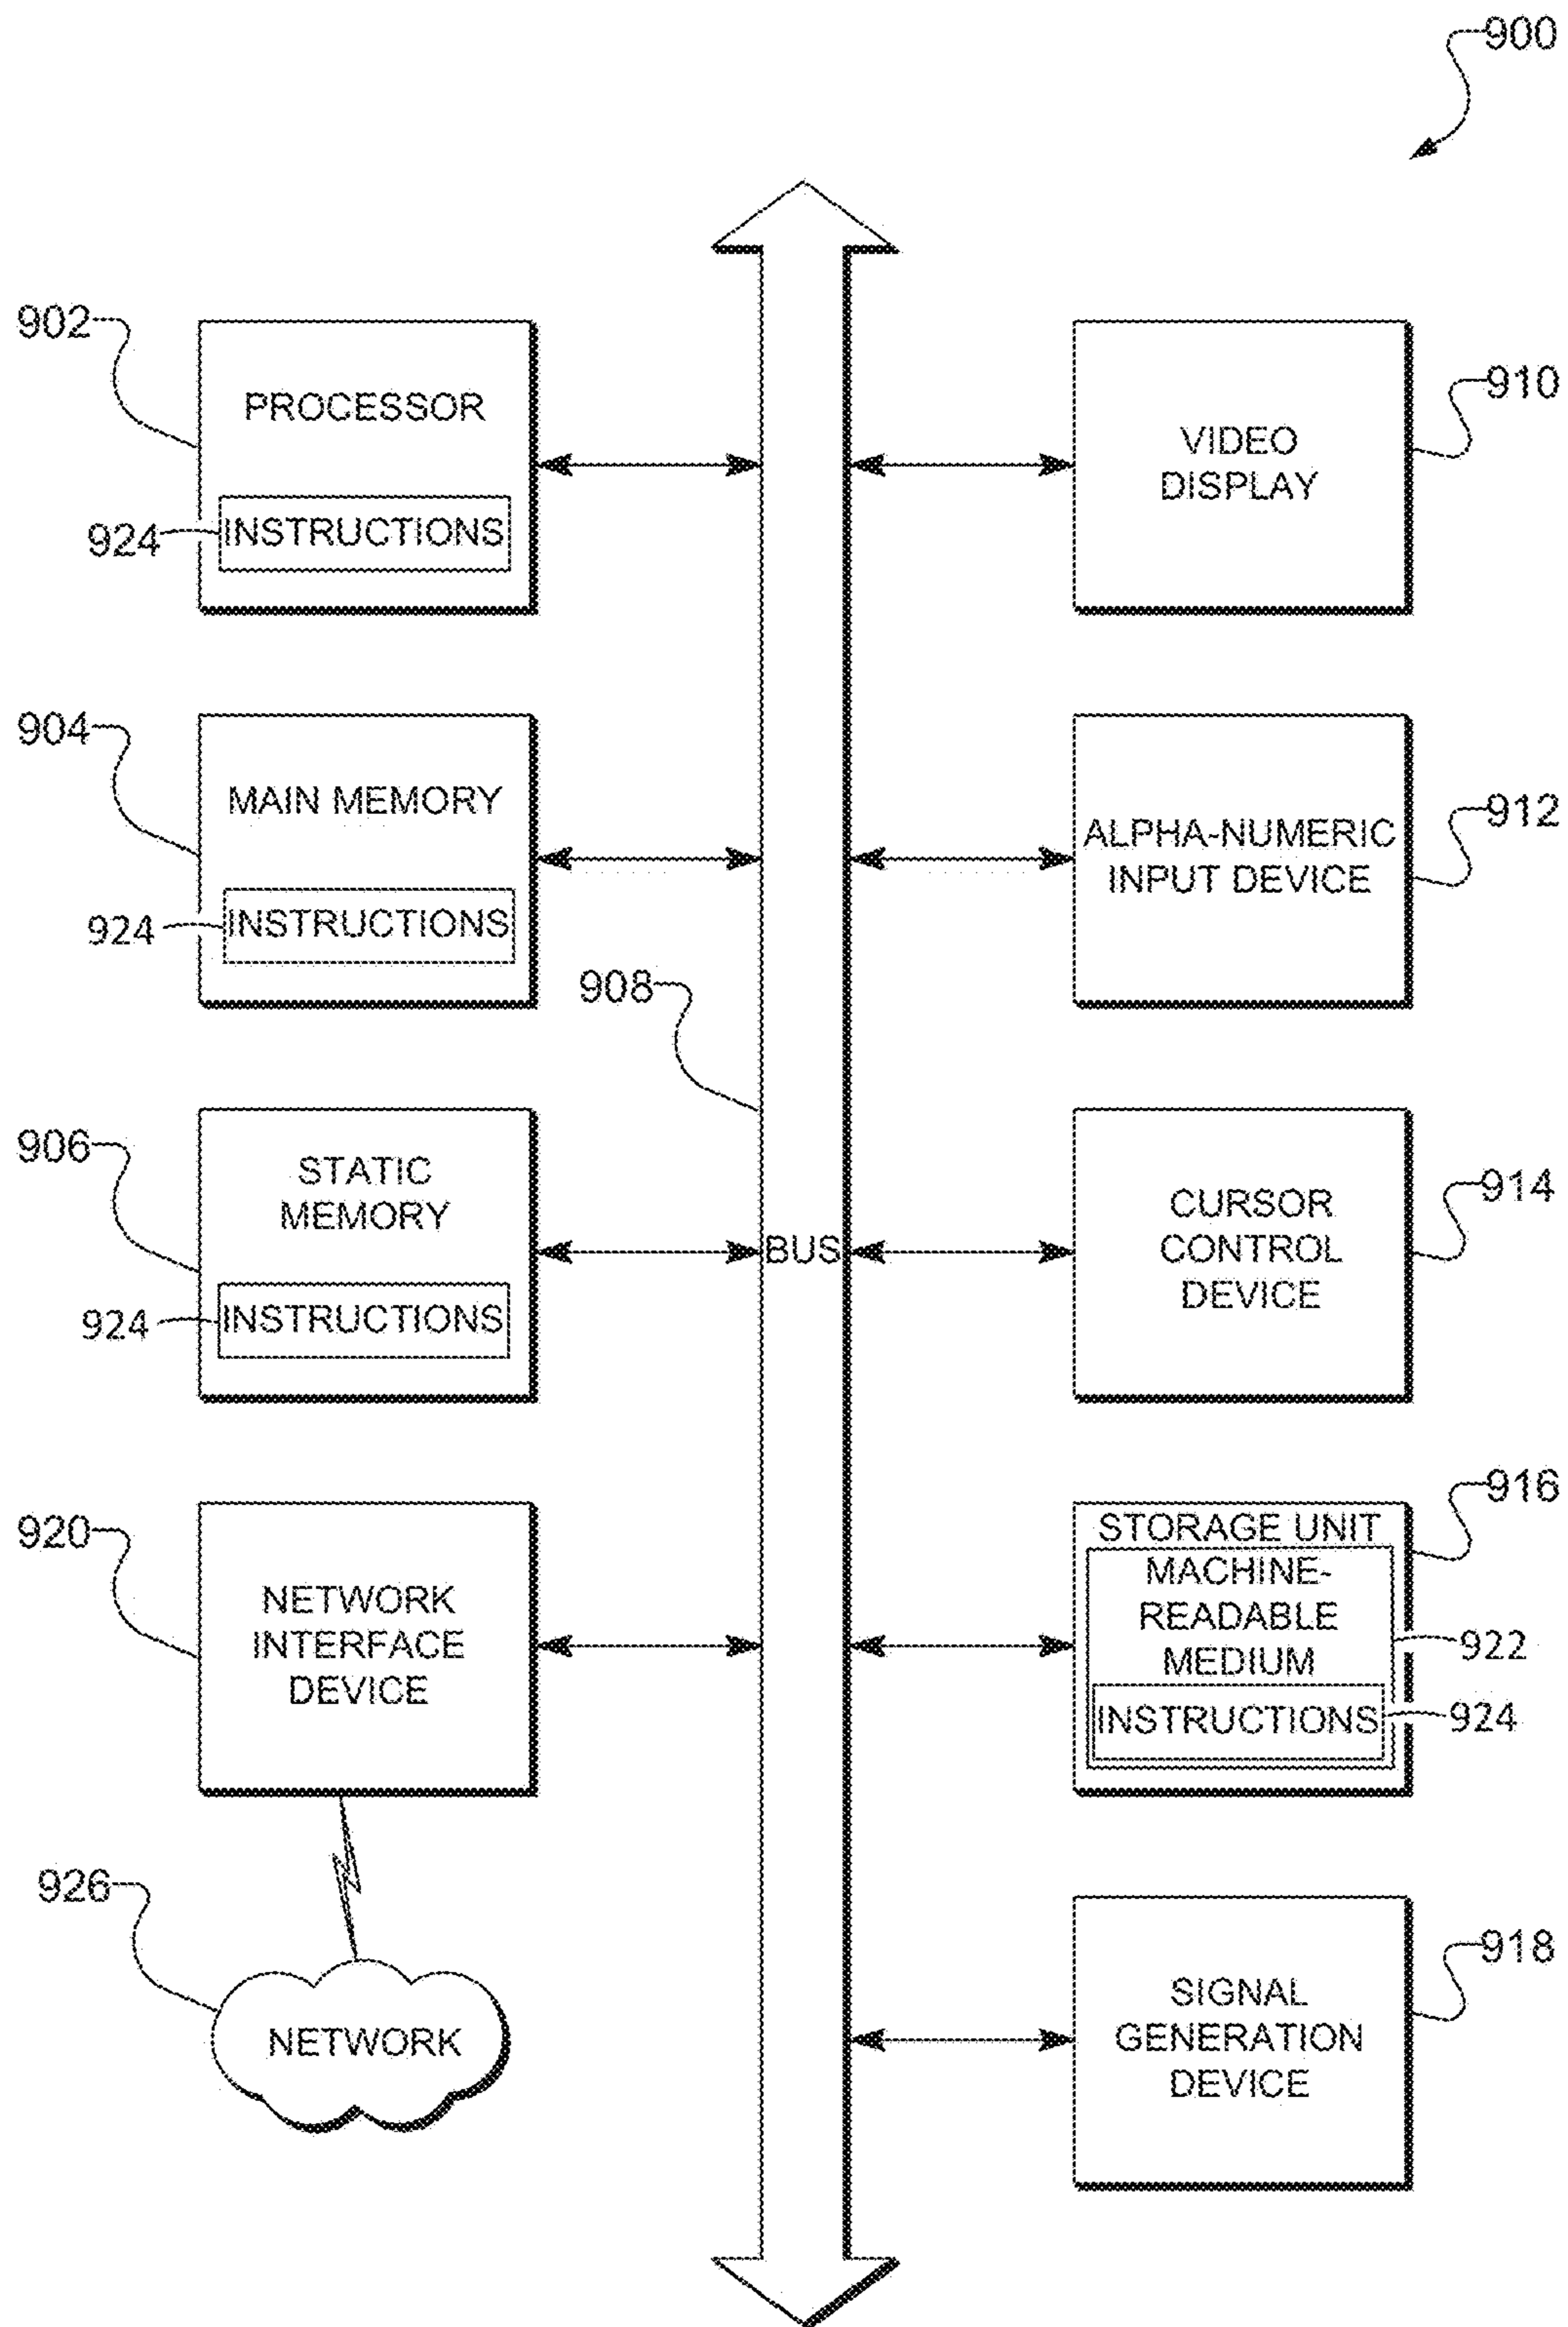 900
902
PROCESSOR
924
INSTRUCTIONS
910
VIDEO
DISPLAY
904
MAIN MEMORY
924
INSTRUCTIONS
912
ALPHA-NUMERIC
INPUT DEVICE
908
BUS
906
STATIC
MEMORY
924
INSTRUCTIONS
914
CURSOR
CONTROL
DEVICE
920
NETWORK
INTERFACE
DEVICE
916
STORAGE UNIT
MACHINE-
READABLE
MEDIUM
922
INSTRUCTIONS
924
926
NETWORK
918
SIGNAL
GENERATION
DEVICE